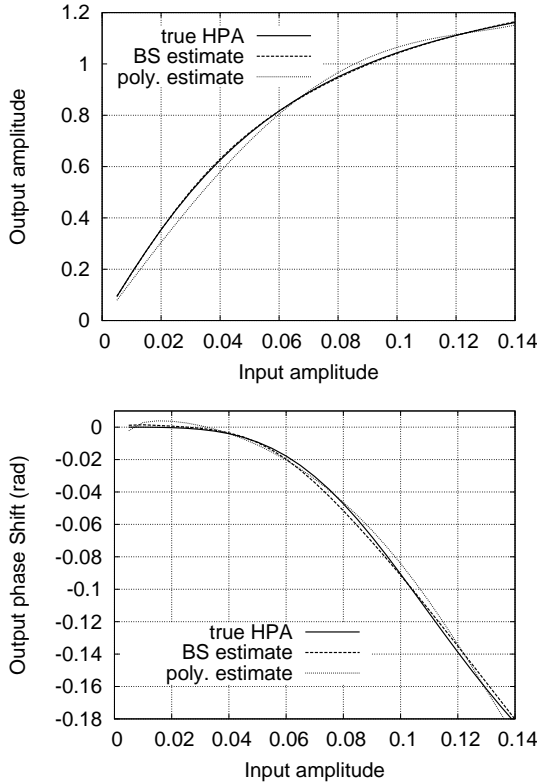 1.2
1
0.8
0.6
0.4
0.2
0
Output amplitude
true HPA
BS estimate
poly. estimate
0 0.02 0.04 0.06 0.08 0.1 0.12 0.14
Input amplitude
0
-0.02
-0.04
-0.06
-0.08
-0.1
-0.12
-0.14
-0.16
-0.18
Output phase Shift (rad)
true HPA
BS estimate
poly. estimate
0 0.02 0.04 0.06 0.08 0.1 0.12 0.14
Input amplitude